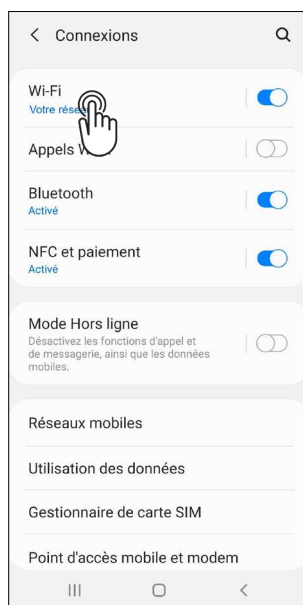 Connexions
Wi-Fi
Votre
Appels
Bluetooth
Activé
NFC et paiement
Activé
Mode Hors ligne
Désactivez les fonctions d'appel et
de messagerie, ainsi que les données
mobiles.
Réseaux mobiles
Utilisation des données
Gestionnaire de carte SIM
Point d'accès mobile et modem